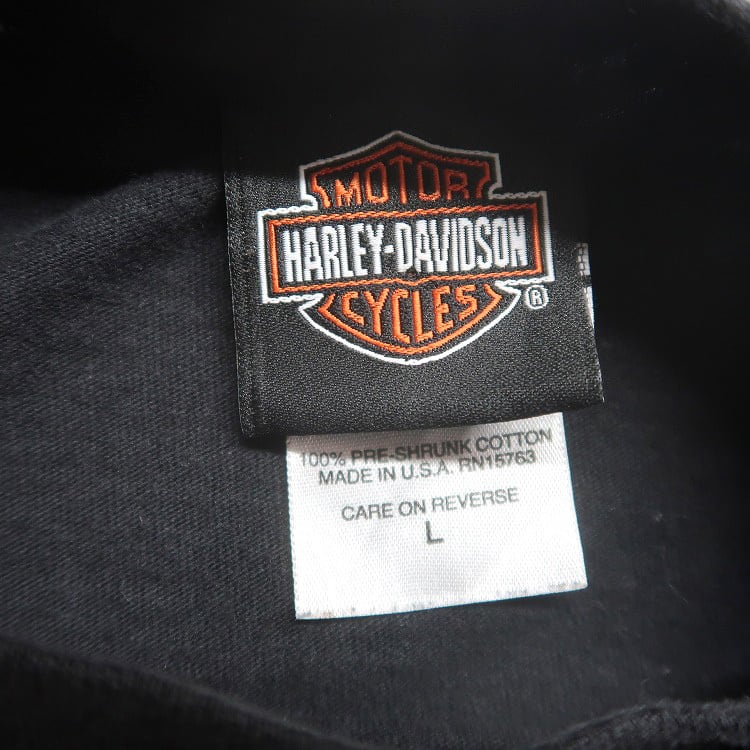 MOTOR
HARLEY-DAVIDSON
CYCLES
®
100% PRE-SHRUNK COTTON
MADE IN U.S.A. RN15763
CARE ON REVERSE
L